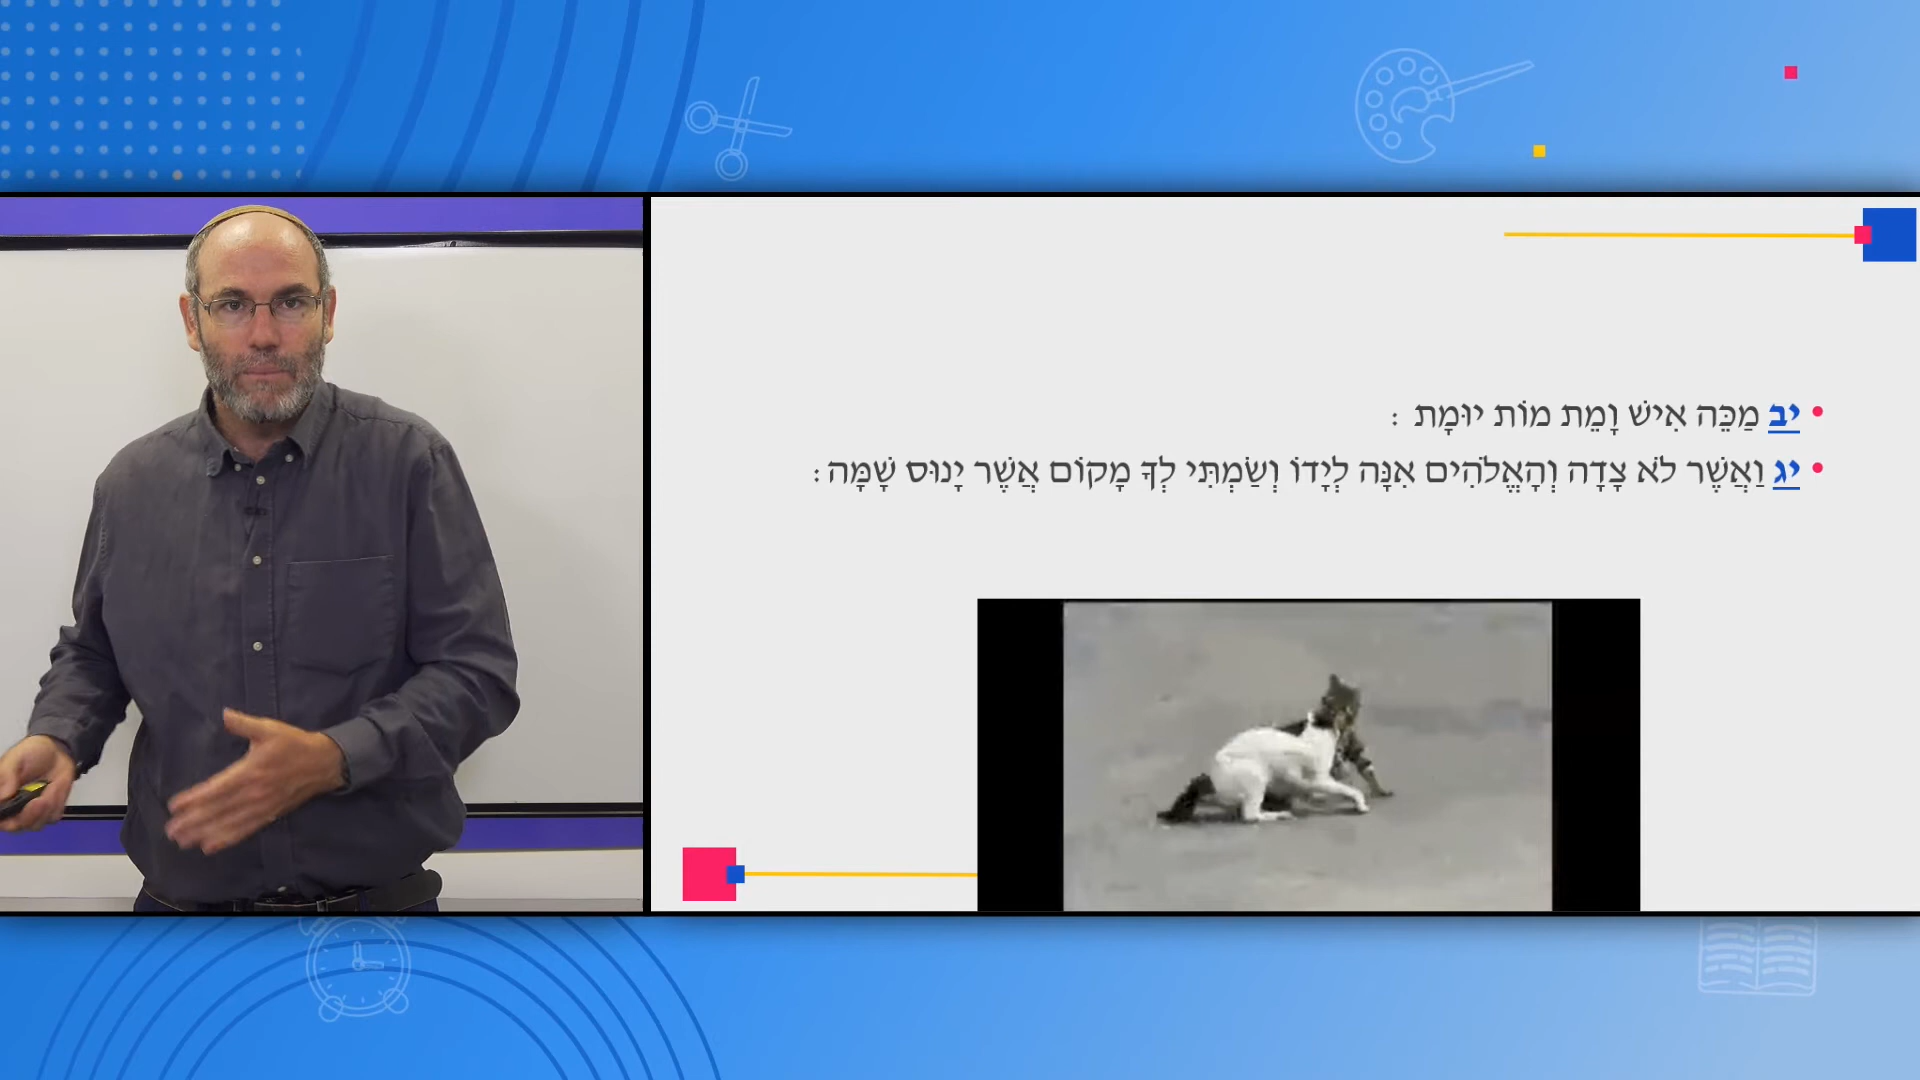 יב מַכֵּה אִישׁ וָמֵת מוֹת יוּמָת :
יג וַאֲשֶׁר לֹא צָדָה וְהָאֱלֹהִים אִנָּה לְיָדוֹ וְשַׂמְתִּי לְךָ מָקוֹם אֲשֶׁר יָנוּס שָׁמָּה: